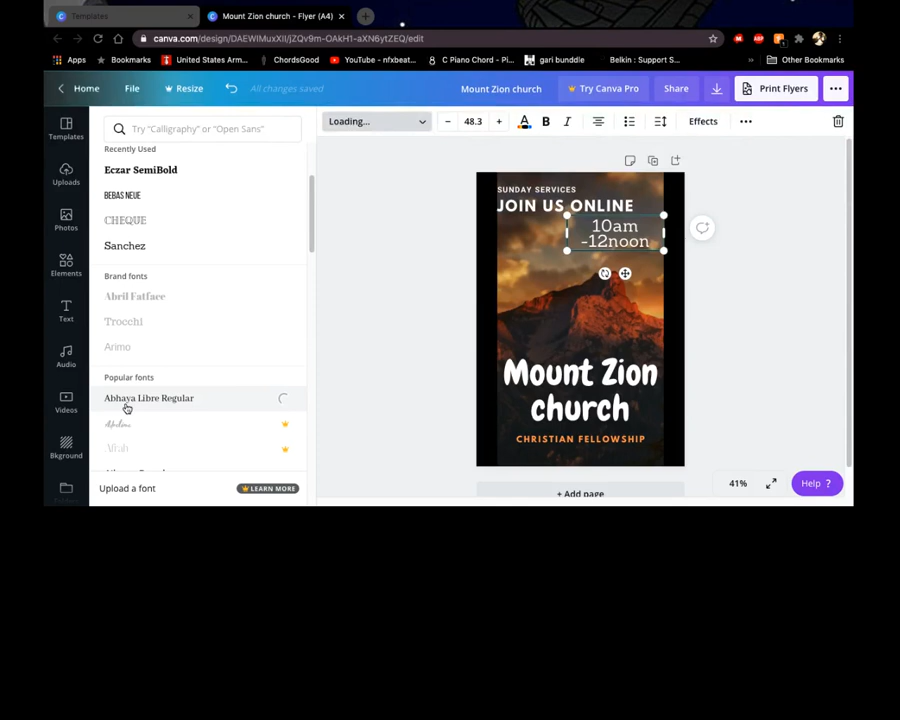 Templates
Mount Zion church - Flyer (A4)
canva.com/design/DAEWIMuxXII/jZQv9m-OAkH1-aXN6ytZEQ/edit
Apps
Bookmarks
United States Arm...
ChordsGood
YouTube - nfxbeat...
C Piano Chord - Pi...
gari bunddle
Belkin : Support S...
»
Other Bookmarks
Home
File
Resize
All changes saved
Mount Zion church
Try Canva Pro
Share
Print Flyers
Templates
Uploads
Photos
Elements
Text
Audio
Videos
Bkground
Try "Calligraphy" or "Open Sans"
Recently Used
Eczar SemiBold
BEBAS NEUE
CHEQUE
Sanchez
Brand fonts
Abril Fatface
Trocchi
Arimo
Popular fonts
Abhaya Libre Regular
Afrah
Upload a font
LEARN MORE
Loading...
− 48.3 +
A B I
Effects
SUNDAY SERVICES
JOIN US ONLINE
10am
-12noon
Mount Zion
church
CHRISTIAN FELLOWSHIP
+ Add page
41%
Help ?